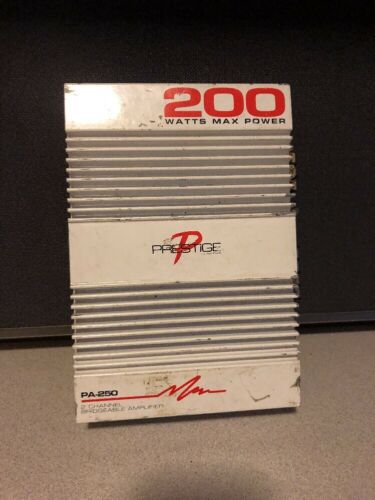 200
WATTS MAX POWER
P
PRESTIGE
PA-250
2 CHANNEL
BRIDGEABLE AMPLIFIER